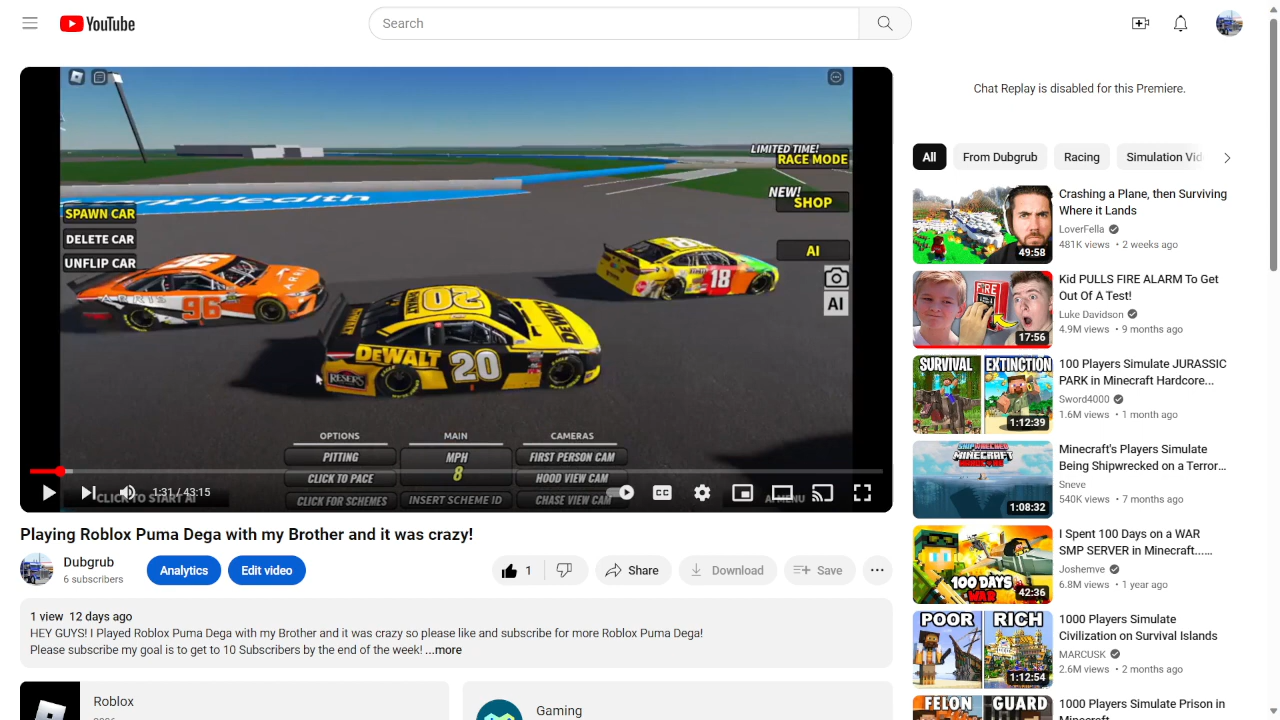 YouTube
Search
SPAWN CAR
DELETE CAR
UNFLIP CAR
LIMITED TIME!
RACE MODE
NEW!
SHOP
AI
AI
96
DEWALT
20
20
RESER'S
18
OPTIONS
MAIN
CAMERAS
PITTING
MPH
FIRST PERSON CAM
CLICK TO PACE
8
HOOD VIEW CAM
CLICK FOR SCHEMES
INSERT SCHEME ID
CHASE VIEW CAM
1:31 / 43:15
CC
Playing Roblox Puma Dega with my Brother and it was crazy!
Dubgrub
6 subscribers
Analytics
Edit video
1
Share
Download
Save
1 view 12 days ago
HEY GUYS! I Played Roblox Puma Dega with my Brother and it was crazy so please like and subscribe for more Roblox Puma Dega!
Please subscribe my goal is to get to 10 Subscribers by the end of the week! ...more
Roblox
Gaming
Chat Replay is disabled for this Premiere.
All
From Dubgrub
Racing
Simulation Vid
49:58
Crashing a Plane, then Surviving
Where it Lands
LoverFella
481K views • 2 weeks ago
FIRE
17:56
Kid PULLS FIRE ALARM To Get
Out Of A Test!
Luke Davidson
4.9M views • 9 months ago
SURVIVAL
EXTINCTION
1:12:39
100 Players Simulate JURASSIC
PARK in Minecraft Hardcore...
Sword4000
1.6M views • 1 month ago
MINECRAFT
1:08:32
Minecraft's Players Simulate
Being Shipwrecked on a Terror...
Sneve
540K views • 7 months ago
100 DAYS
WAR
42:36
I Spent 100 Days on a WAR
SMP SERVER in Minecraft......
Joshemve
6.8M views • 1 year ago
POOR
RICH
1:12:54
1000 Players Simulate
Civilization on Survival Islands
MARCUSK
2.6M views • 2 months ago
FELON
GUARD
1000 Players Simulate Prison in